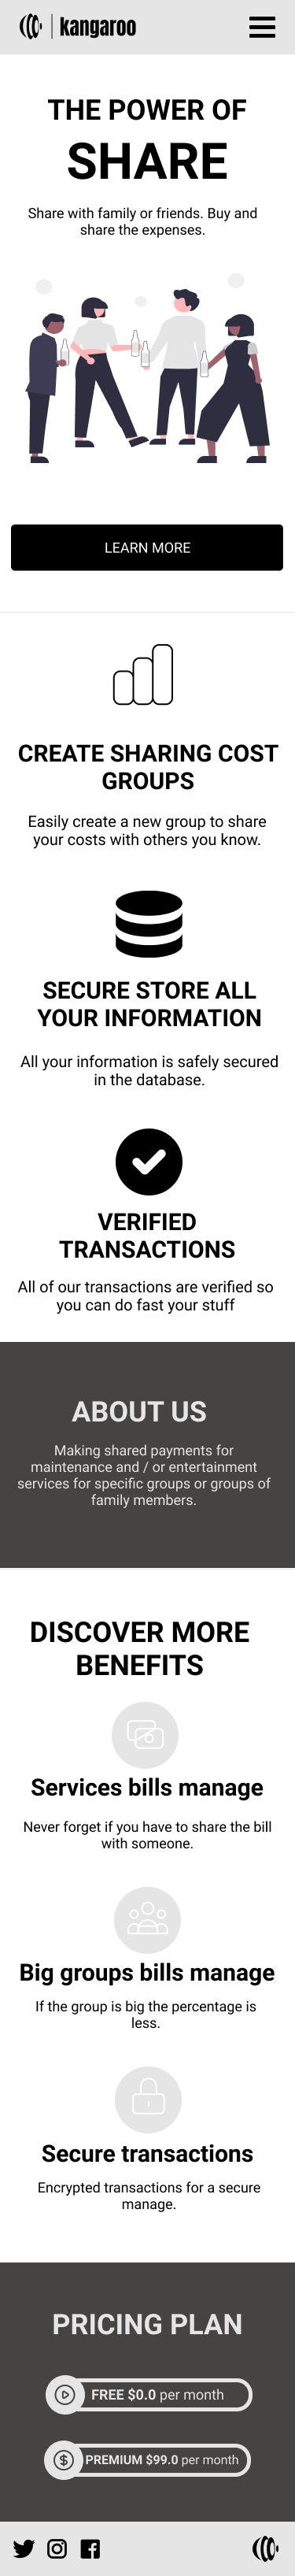 kangaroo
THE POWER OF
SHARE
Share with family or friends. Buy and
share the expenses.
LEARN MORE
CREATE SHARING COST
GROUPS
Easily create a new group to share
your costs with others you know.
SECURE STORE ALL
YOUR INFORMATION
All your information is safely secured
in the database.
VERIFIED
TRANSACTIONS
All of our transactions are verified so
you can do fast your stuff
ABOUT US
Making shared payments for
maintenance and / or entertainment
services for specific groups or groups of
family members.
DISCOVER MORE
BENEFITS
Services bills manage
Never forget if you have to share the bill
with someone.
Big groups bills manage
If the group is big the percentage is
less.
Secure transactions
Encrypted transactions for a secure
manage.
PRICING PLAN
FREE $0.0 per month
PREMIUM $99.0 per month